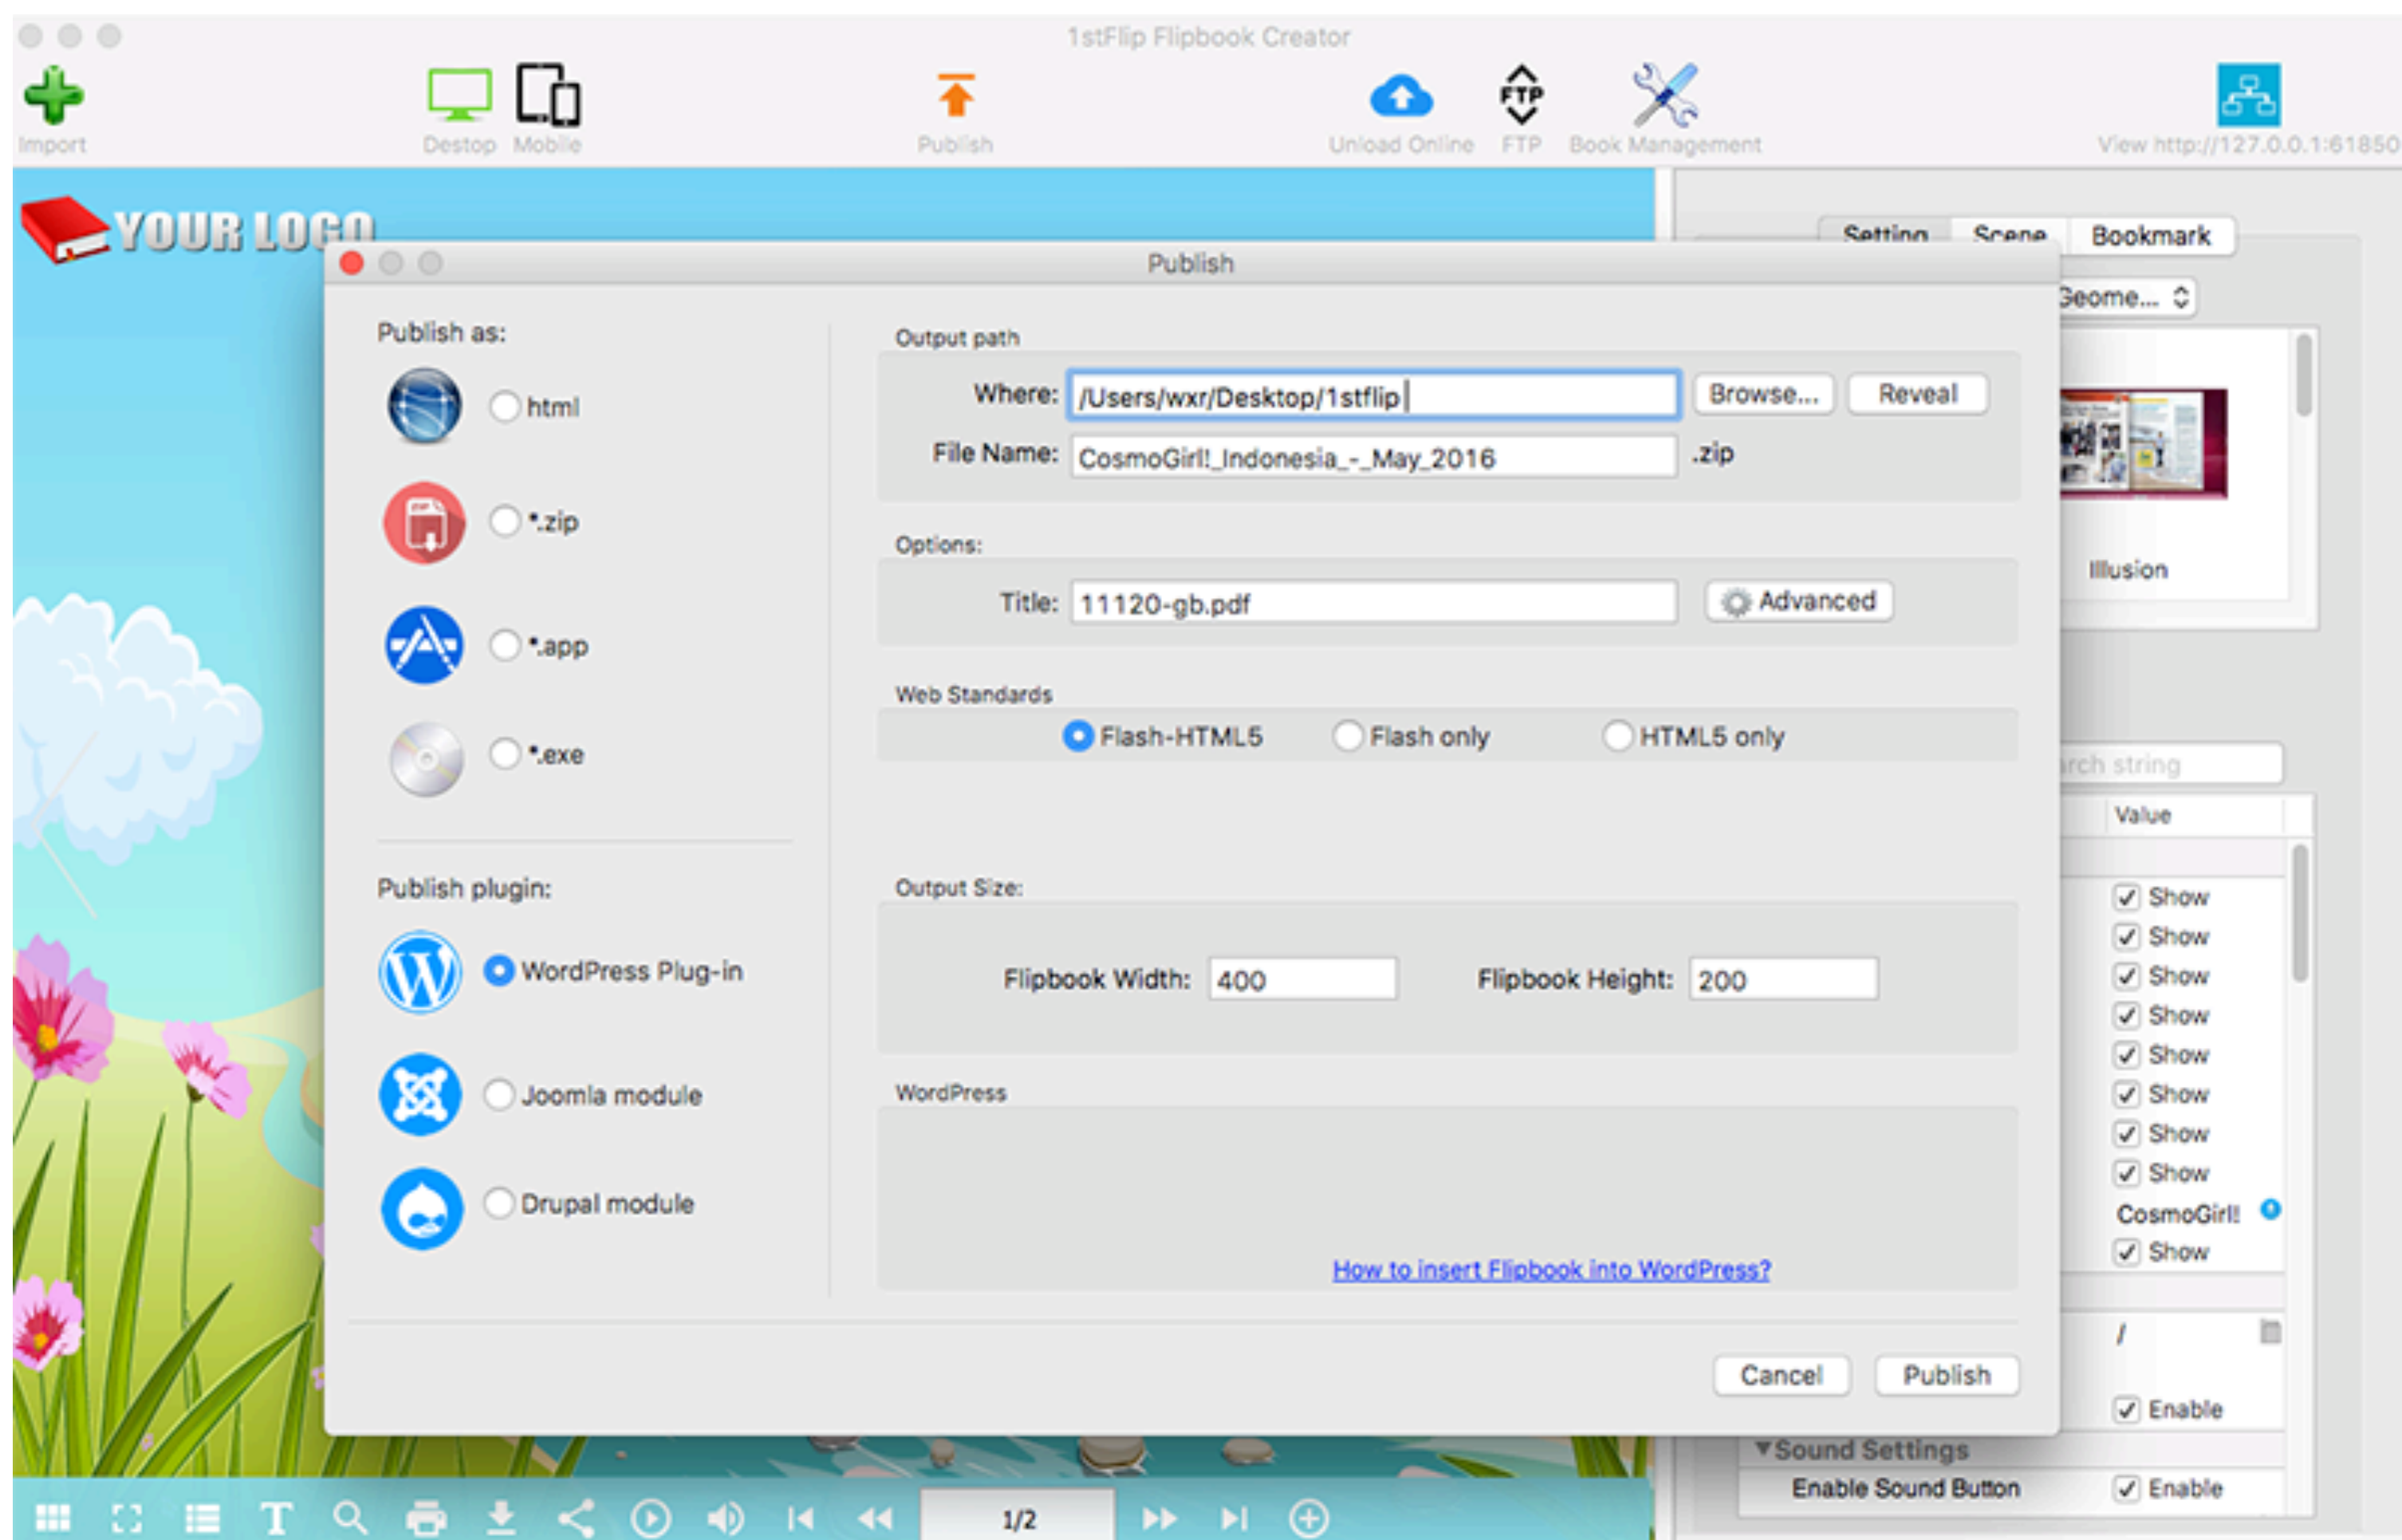 1stFlip Flipbook Creator
Import
Destop Mobile
Publish
Unload Online FTP Book Management
View http://127.0.0.1:61850
YOUR LOGO
Setting Scene Bookmark
Geome...
Illusion
Publish
Publish as:
html
*.zip
*.app
*.exe
Publish plugin:
WordPress Plug-in
Joomla module
Drupal module
Output path
Where: /Users/wxr/Desktop/1stflip Browse... Reveal
File Name: CosmoGirl!_Indonesia_-_May_2016 .zip
Options:
Title: 11120-gb.pdf Advanced
Web Standards
Flash-HTML5 Flash only HTML5 only
Output Size:
Flipbook Width: 400 Flipbook Height: 200
WordPress
How to insert Flipbook into WordPress?
Cancel Publish
string
Value
Show
Show
Show
Show
Show
Show
Show
Show
CosmoGirl!
Show
/
Enable
Sound Settings
Enable Sound Button Enable
1/2